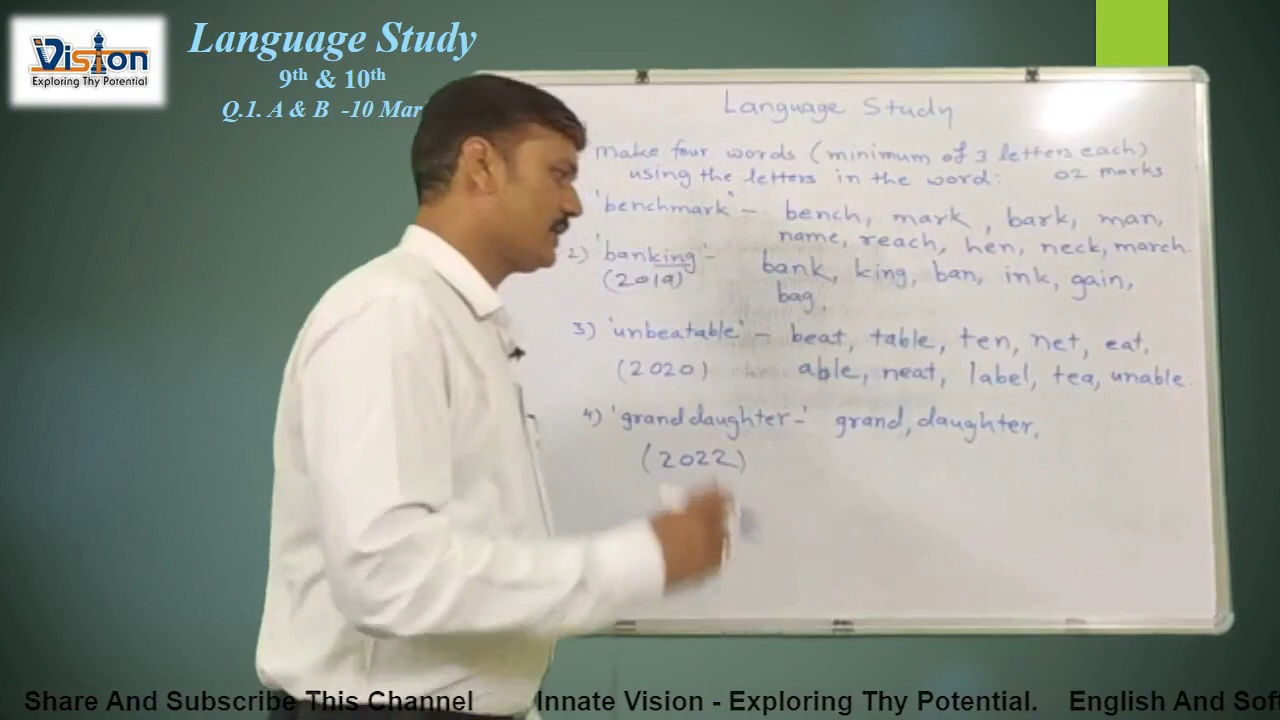 Vision
Exploring Thy Potential
Language Study
9th & 10th
Q.1. A & B -10 Mar
Language Study
make four words (minimum of 3 letters each)
using the letters in the word: 02 marks
'benchmark' - bench, mark, bark, man,
name, reach, hen, neck, march.
2) 'banking' - bank, king, ban, ink, gain,
(2019) bag,
3) 'unbeatable' - beat, table, ten, net, eat,
(2020) able, neat, label, tea, unable.
4) 'granddaughter-' grand, daughter,
(2022)
Share And Subscribe This Channel Innate Vision - Exploring Thy Potential. English And Sof